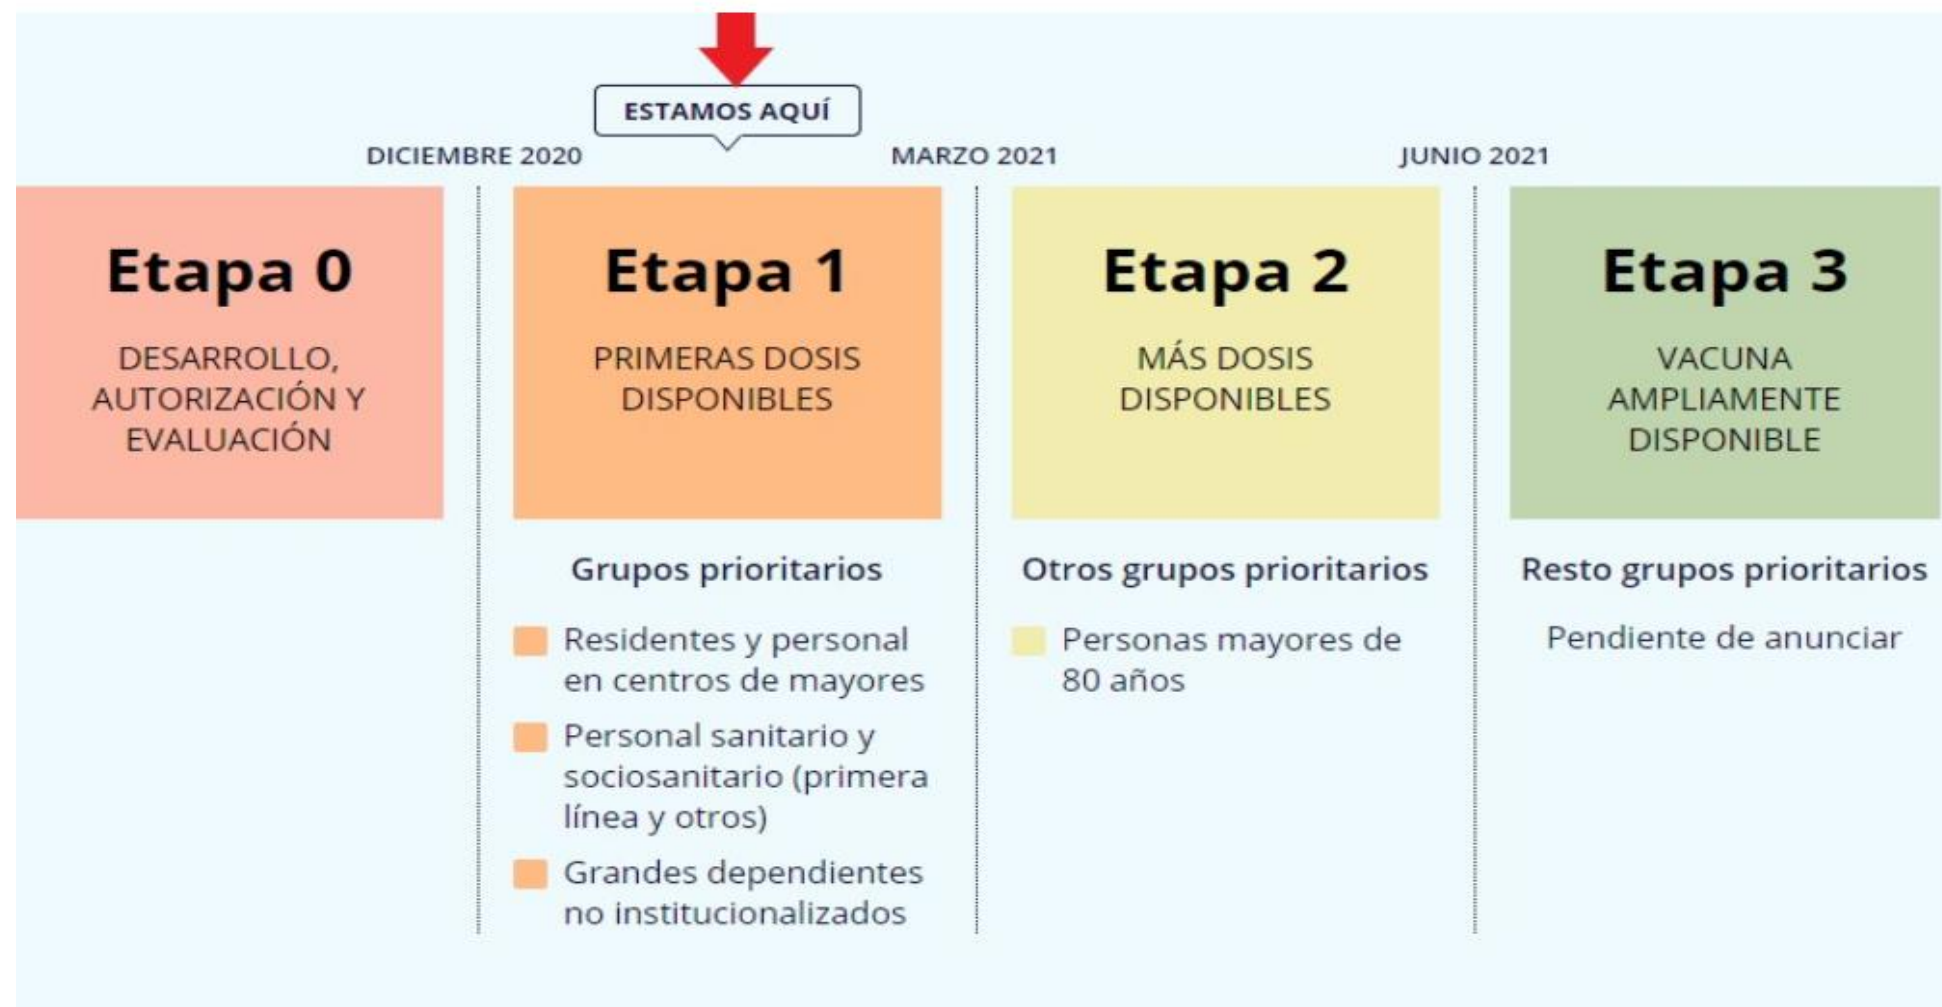 ESTAMOS AQUÍ
DICIEMBRE 2020
MARZO 2021
JUNIO 2021
Etapa 0
DESARROLLO,
AUTORIZACIÓN Y
EVALUACIÓN
Etapa 1
PRIMERAS DOSIS
DISPONIBLES
Grupos prioritarios
Residentes y personal
en centros de mayores
Personal sanitario y
sociosanitario (primera
línea y otros)
Grandes dependientes
no institucionalizados
Etapa 2
MÁS DOSIS
DISPONIBLES
Otros grupos prioritarios
Personas mayores de
80 años
Etapa 3
VACUNA
AMPLIAMENTE
DISPONIBLE
Resto grupos prioritarios
Pendiente de anunciar